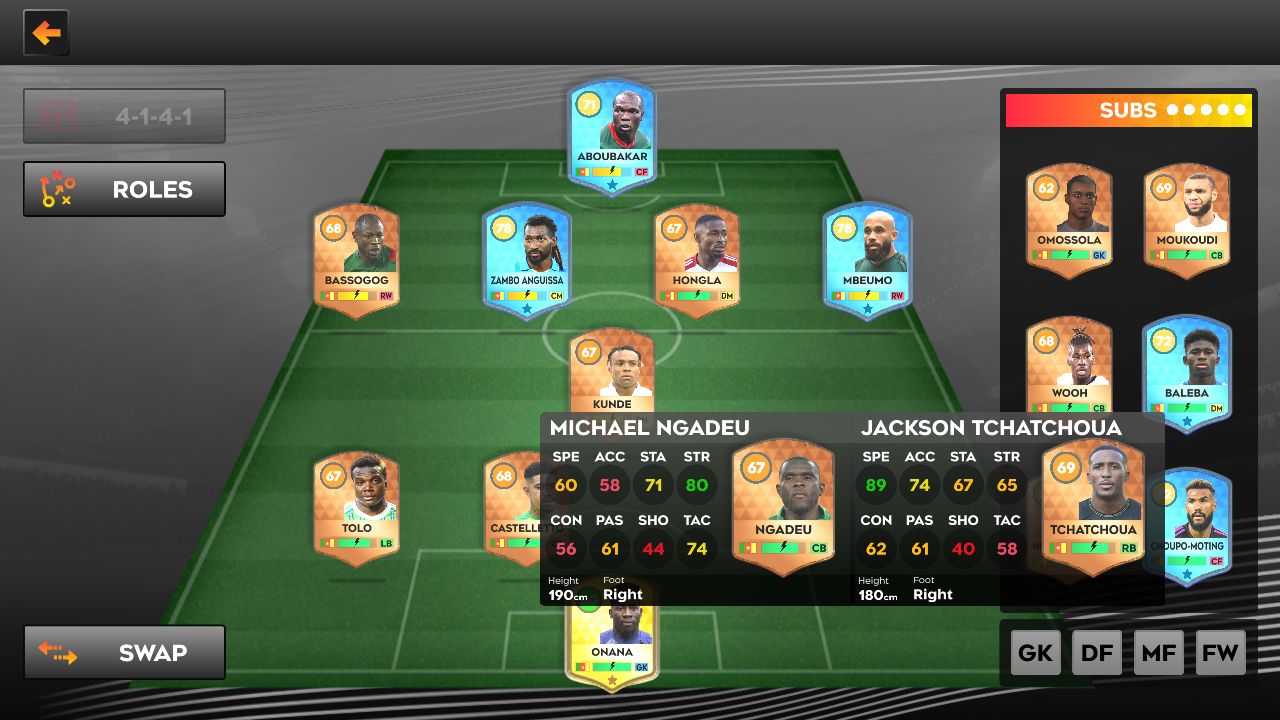 4-1-4-1
ROLES
SUBS
71
ABOUBAKAR
CF
68
BASSOGOG
RW
78
ZAMBO ANGUISSA
CM
67
HONGLA
DM
78
MBEUMO
RW
62
OMOSSOLA
GK
69
MOUKOUDI
CB
67
KUNDE
68
WOOH
CB
72
BALEBA
DM
67
TOLO
LB
68
MICHAEL NGADEU
SPE ACC STA STR
60 58 71 80
CON PAS SHO TAC
56 61 44 74
Height Foot
190cm Right
67
NGADEU
CB
JACKSON TCHATCHOUA
SPE ACC STA STR
89 74 67 65
CON PAS SHO TAC
62 61 40 58
Height Foot
180cm Right
69
TCHATCHOUA
RB
CHOUPO-MOTING
CF
ONANA
GK
SWAP
GK DF MF FW